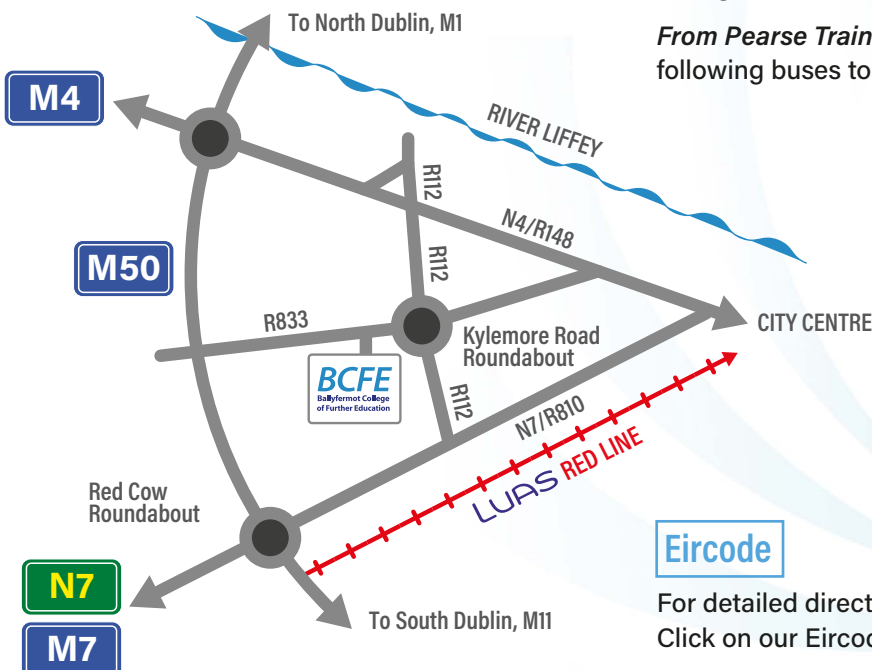 From Pearse Train
following buses to
To North Dublin, M1
M4
RIVER LIFFEY
R112
N4/R148
R112
M50
R833
CITY CENTRE
Kylemore Road
Roundabout
BCFE
Ballyfermot College
of Further Education
R112
N7/R810
LUAS RED LINE
Red Cow
Roundabout
Eircode
N7
M7
To South Dublin, M11
For detailed direct
Click on our Eircod